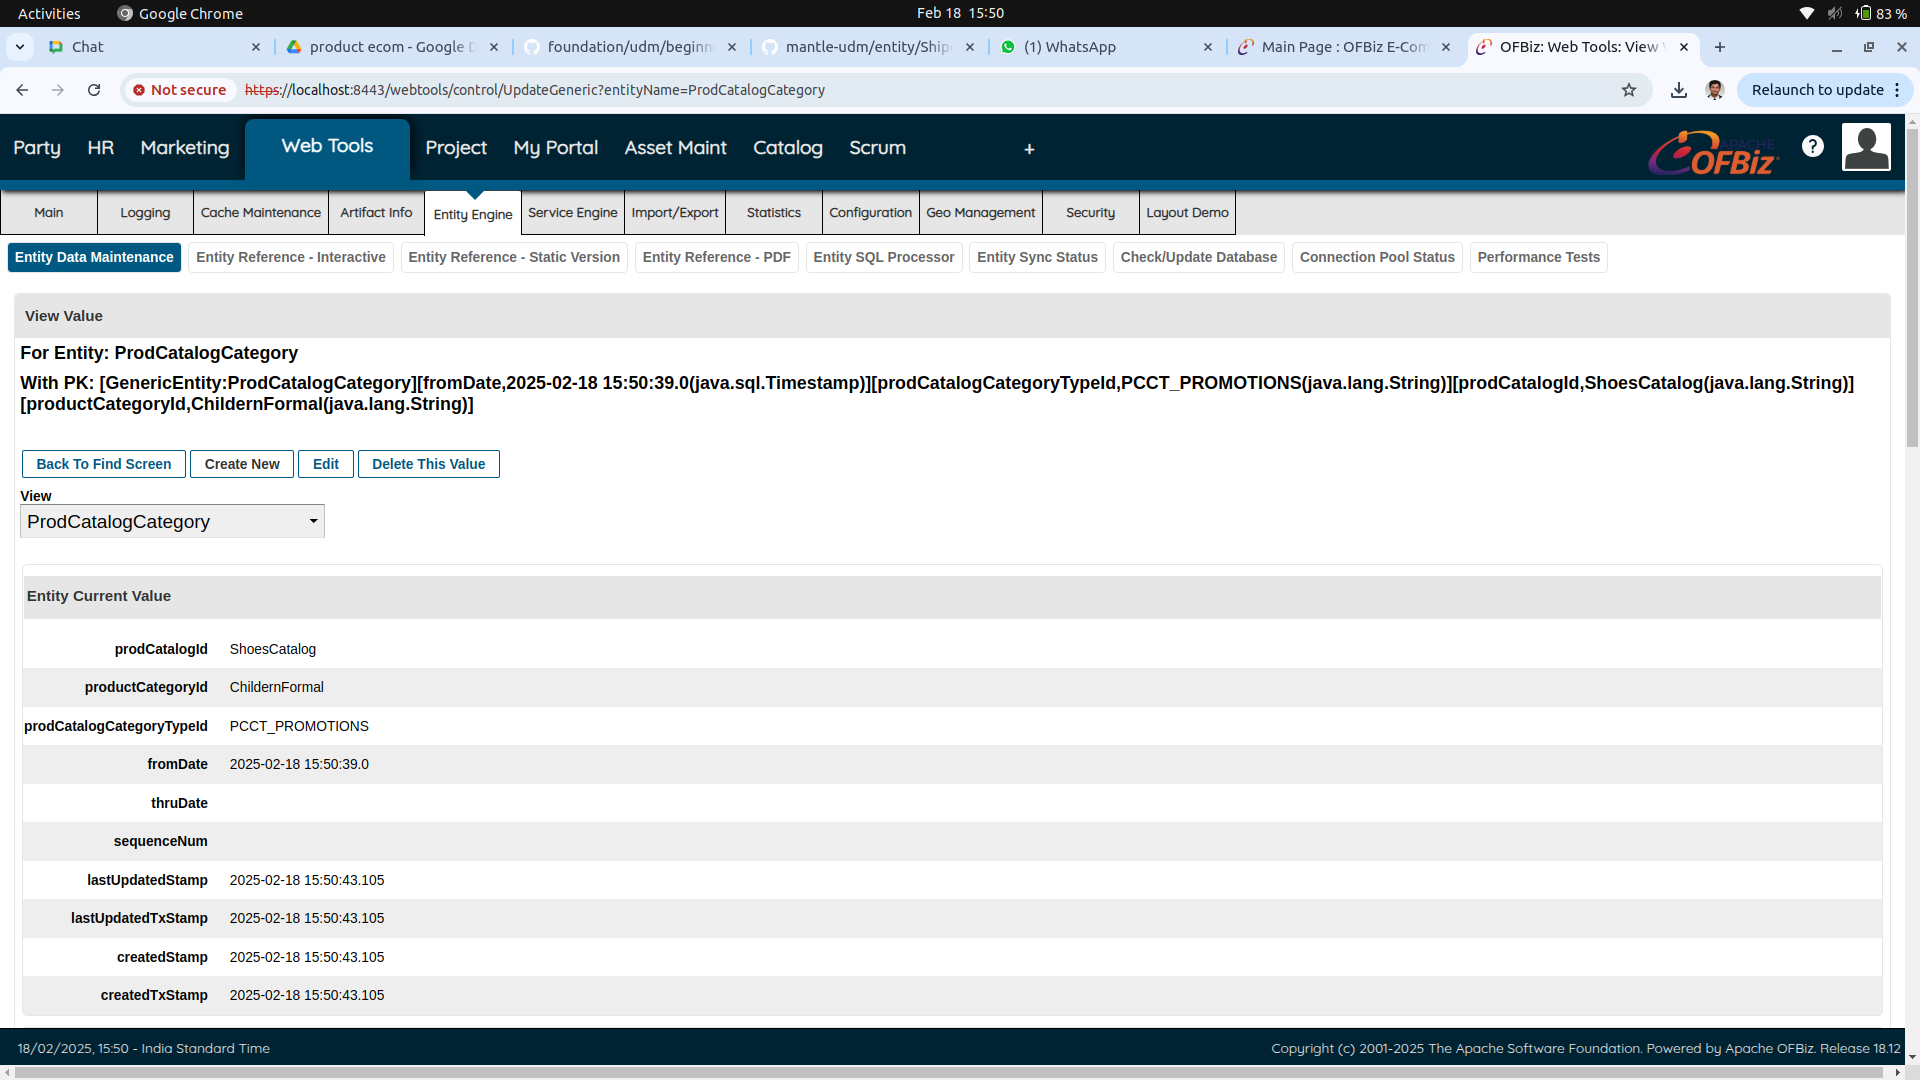 Activities
Google Chrome
Feb 18 15:50
83 %
Chat
product ecom - Google D
foundation/udm/beginn
mantle-udm/entity/Ship
(1) WhatsApp
Main Page : OFBiz E-Com
OFBiz: Web Tools: View V
Not secure
https://localhost:8443/webtools/control/UpdateGeneric?entityName=ProdCatalogCategory
Relaunch to update
Party
HR
Marketing
Web Tools
Project
My Portal
Asset Maint
Catalog
Scrum
+
APACHE
OFBiz
?
Main
Logging
Cache Maintenance
Artifact Info
Entity Engine
Service Engine
Import/Export
Statistics
Configuration
Geo Management
Security
Layout Demo
Entity Data Maintenance
Entity Reference - Interactive
Entity Reference - Static Version
Entity Reference - PDF
Entity SQL Processor
Entity Sync Status
Check/Update Database
Connection Pool Status
Performance Tests
View Value
For Entity: ProdCatalogCategory
With PK: [GenericEntity:ProdCatalogCategory][fromDate,2025-02-18 15:50:39.0(java.sql.Timestamp)][prodCatalogCategoryTypeId,PCCT_PROMOTIONS(java.lang.String)][prodCatalogId,ShoesCatalog(java.lang.String)]
[productCategoryId,ChildernFormal(java.lang.String)]
Back To Find Screen
Create New
Edit
Delete This Value
View
ProdCatalogCategory
Entity Current Value
prodCatalogId ShoesCatalog
productCategoryId ChildernFormal
prodCatalogCategoryTypeId PCCT_PROMOTIONS
fromDate 2025-02-18 15:50:39.0
thruDate
sequenceNum
lastUpdatedStamp 2025-02-18 15:50:43.105
lastUpdatedTxStamp 2025-02-18 15:50:43.105
createdStamp 2025-02-18 15:50:43.105
createdTxStamp 2025-02-18 15:50:43.105
18/02/2025, 15:50 - India Standard Time
Copyright (c) 2001-2025 The Apache Software Foundation. Powered by Apache OFBiz. Release 18.12